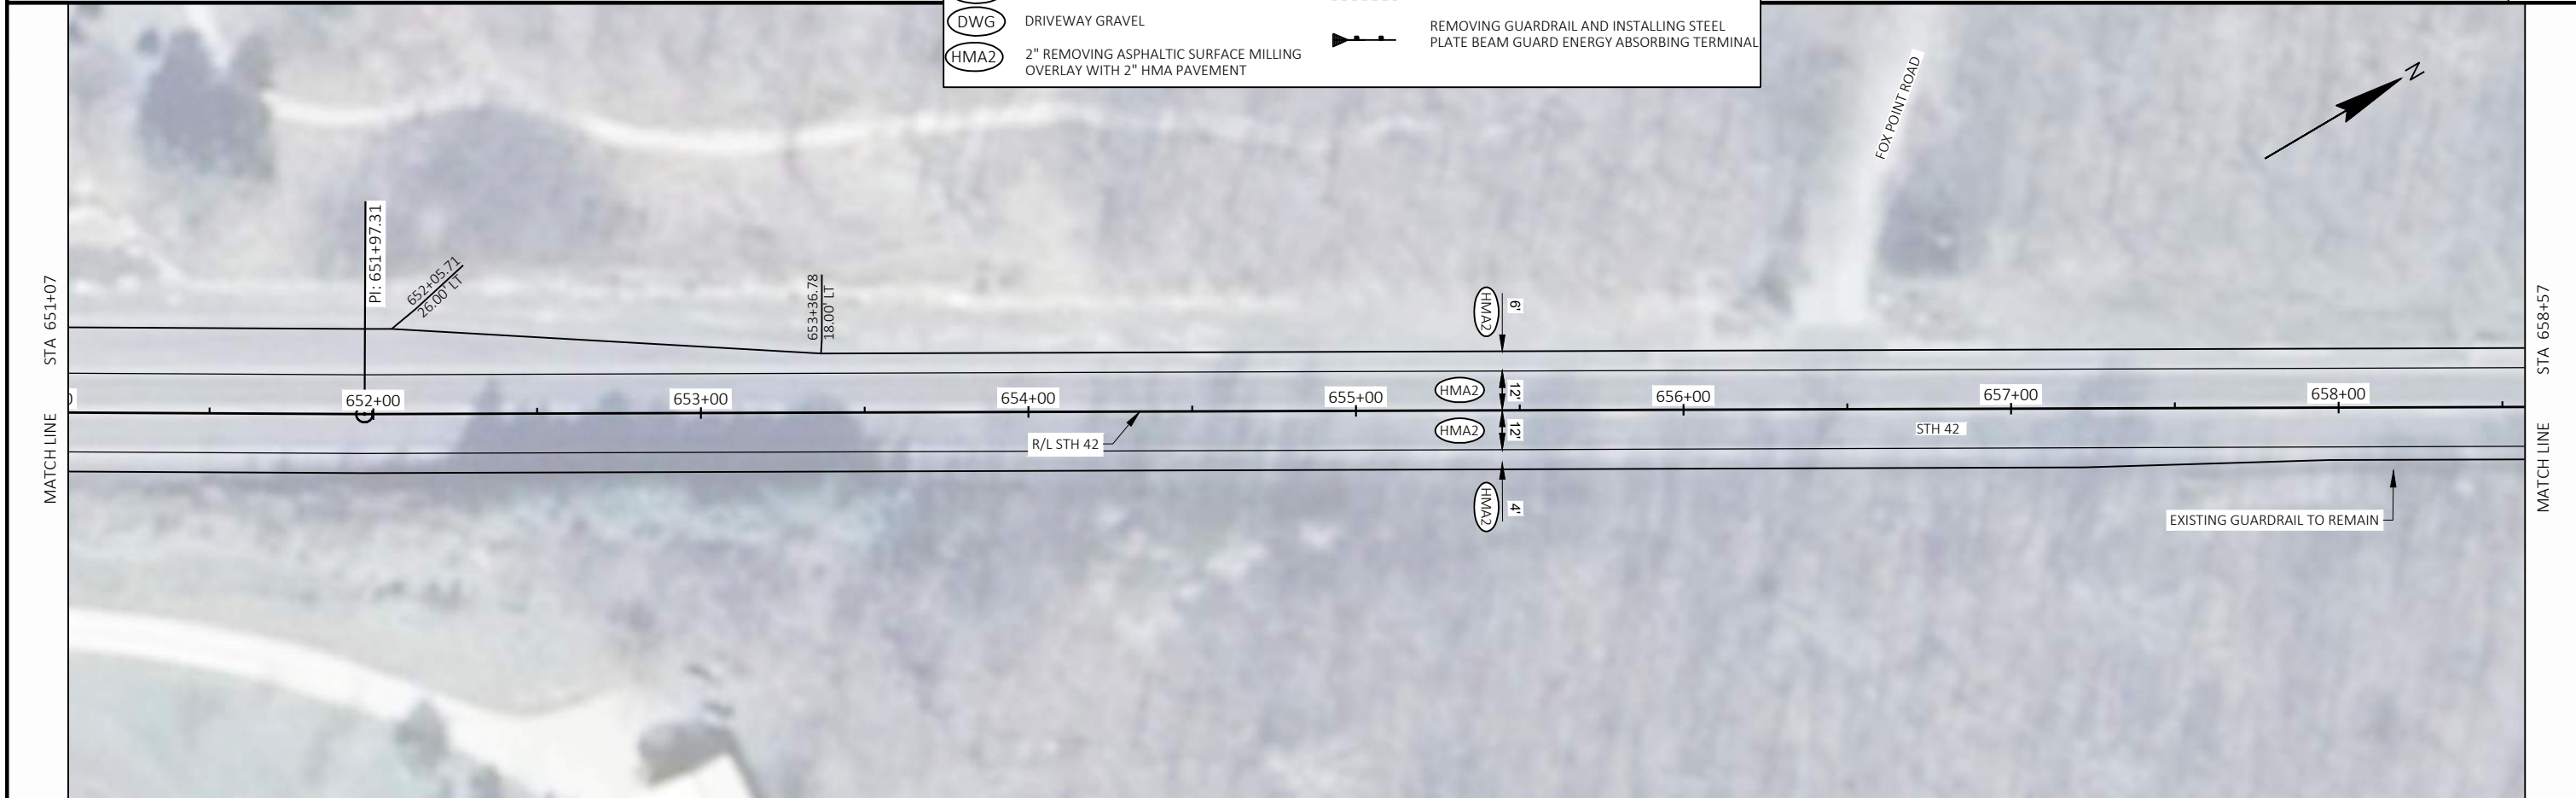 DWG
DRIVEWAY GRAVEL
HMA2
2" REMOVING ASPHALTIC SURFACE MILLING
OVERLAY WITH 2" HMA PAVEMENT
REMOVING GUARDRAIL AND INSTALLING STEEL
PLATE BEAM GUARD ENERGY ABSORBING TERMINAL
FOX POINT ROAD
N
PI: 651+97.31
652+05.71
26.00' LT
653+36.78
18.00' LT
HMA2
6'
STA 651+07
MATCH LINE
STA 658+57
MATCH LINE
652+00
653+00
654+00
655+00
656+00
657+00
658+00
HMA2
12'
HMA2
12'
R/L STH 42
STH 42
HMA2
4'
EXISTING GUARDRAIL TO REMAIN